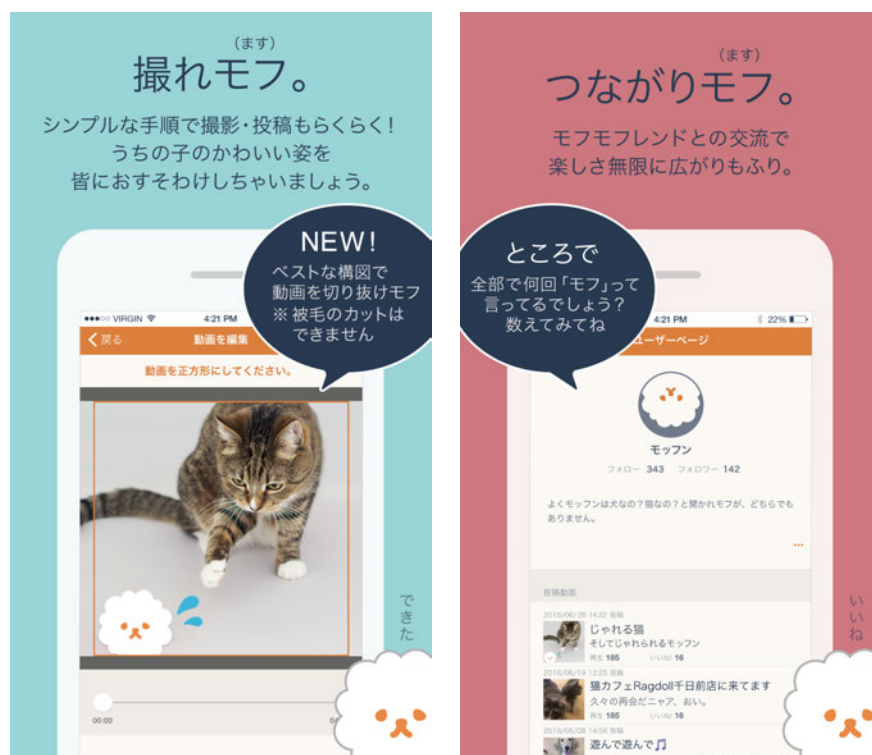 (ます)
撮れモフ。
シンプルな手順で撮影・投稿もらくらく!
うちの子のかわいい姿を
皆におすそわけしちゃいましょう。
NEW!
ベストな構図で
動画を切り抜けモフ
※被毛のカットは
できません
VIRGIN 4:21 PM
戻る 動画を編集
動画を正方形にしてください。
できた
00:00
(ます)
つながりモフ。
モフモフレンドとの交流で
楽しさ無限に広がりもふり。
ところで
全部で何回「モフ」って
言ってるでしょう?
数えてみてね
4:21 PM 22%
ユーザーページ
モッフン
フォロー 343 フォロワー 142
よくモッフンは犬なの?猫なの?と聞かれモフが、どちらでも
ありません。
...
投稿動画
2016/06/28 14:22 投稿
じゃれる猫
そしてじゃれられるモッフン
再生 185 いいね! 16
2016/06/19 12:25 投稿
猫カフェRagdoll千日前店に来てます
久々の再会だニャア、おい。
再生 185 いいね! 16
2016/05/08 14:56 投稿
遊んで遊んで🎵
いいね